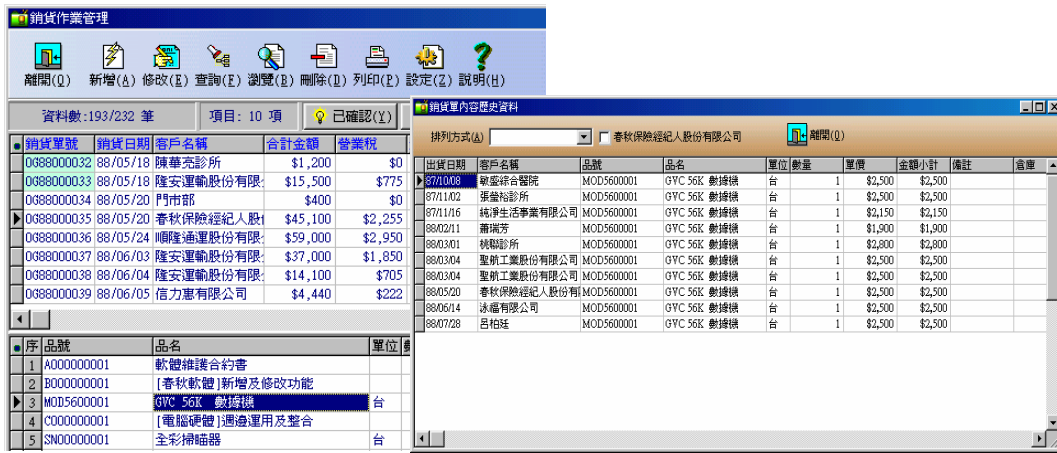 銷貨作業管理
離開(Q) 新增(A) 修改(E) 查詢(F) 瀏覽(B) 刪除(D) 列印(P) 設定(Z) 說明(H)
資料數:193/232 筆 項目: 10 項 已確認(Y)
銷貨單號 銷貨日期 客戶名稱 合計金額 營業稅
0G88000032 88/05/18 陳華亮診所 $1,200 $0
0G88000033 88/05/18 隆安運輸股份有限 $15,500 $775
0G88000034 88/05/20 門市部 $400 $0
0G88000035 88/05/20 春秋保險經紀人股 $45,100 $2,255
0G88000036 88/05/24 順隆通運股份有限 $59,000 $2,950
0G88000037 88/06/03 隆安運輸股份有限 $37,000 $1,850
0G88000038 88/06/04 隆安運輸股份有限 $14,100 $705
0G88000039 88/06/05 信力惠有限公司 $4,440 $222
序 品號 品名 單位
1 A000000001 軟體維護合約書
2 B000000001 [春秋軟體]新增及修改功能
3 MOD5600001 GVC 56K 數據機 台
4 C000000001 [電腦硬體]週邊運用及整合
5 SN00000001 全彩掃瞄器 台
銷貨單內容歷史資料
排列方式(A) 春秋保險經紀人股份有限公司 離開(Q)
出貨日期 客戶名稱 品號 品名 單位 數量 單價 金額小計 備註 倉庫
87/10/08 敏盛綜合醫院 MOD5600001 GVC 56K 數據機 台 1 $2,500 $2,500
87/11/02 張螢裕診所 MOD5600001 GVC 56K 數據機 台 1 $2,500 $2,500
87/11/16 純淨生活事業有限公司 MOD5600001 GVC 56K 數據機 台 1 $2,150 $2,150
88/02/11 蕭瑞芳 MOD5600001 GVC 56K 數據機 台 1 $1,900 $1,900
88/03/01 桃聯診所 MOD5600001 GVC 56K 數據機 台 1 $2,800 $2,800
88/03/04 聖航工業股份有限公司 MOD5600001 GVC 56K 數據機 台 1 $2,500 $2,500
88/03/04 聖航工業股份有限公司 MOD5600001 GVC 56K 數據機 台 1 $2,500 $2,500
88/05/20 春秋保險經紀人股份有 MOD5600001 GVC 56K 數據機 台 1 $2,500 $2,500
88/06/14 泳福有限公司 MOD5600001 GVC 56K 數據機 台 1 $2,500 $2,500
88/07/28 呂柏廷 MOD5600001 GVC 56K 數據機 台 1 $2,500 $2,500